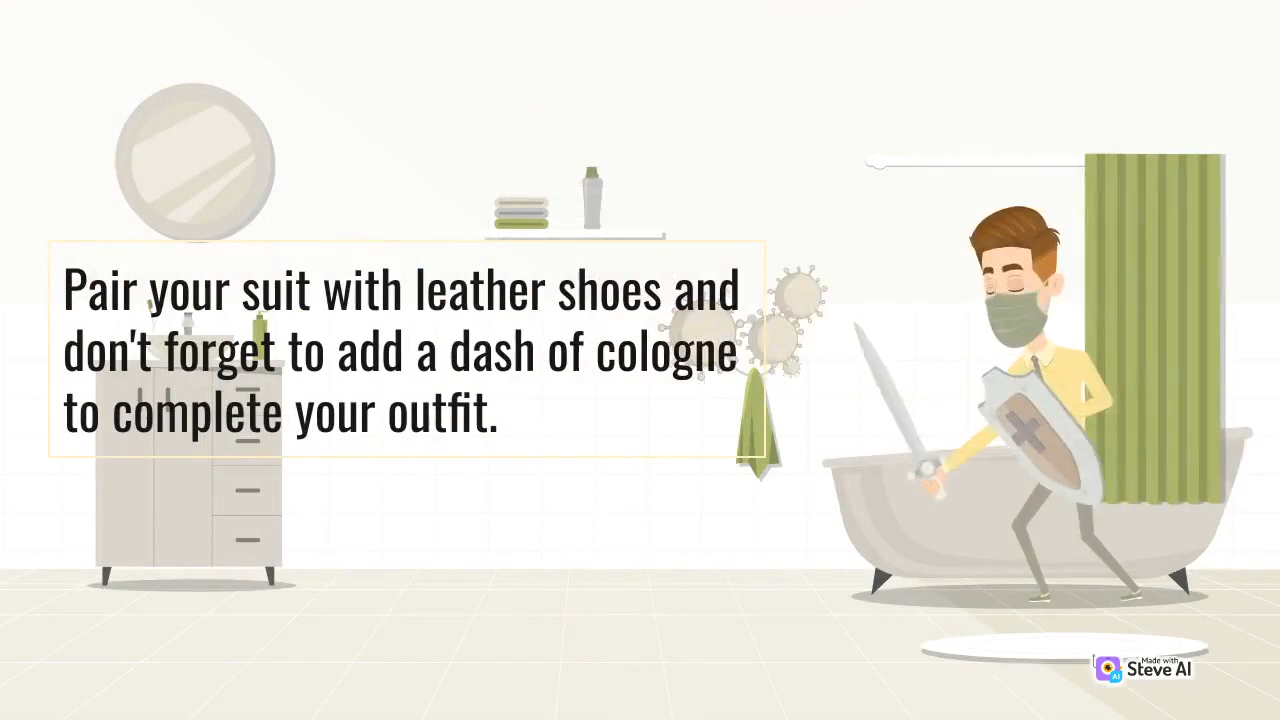 Pair your suit with leather shoes and
don't forget to add a dash of cologne
to complete your outfit.
Made with
Steve AI
AI